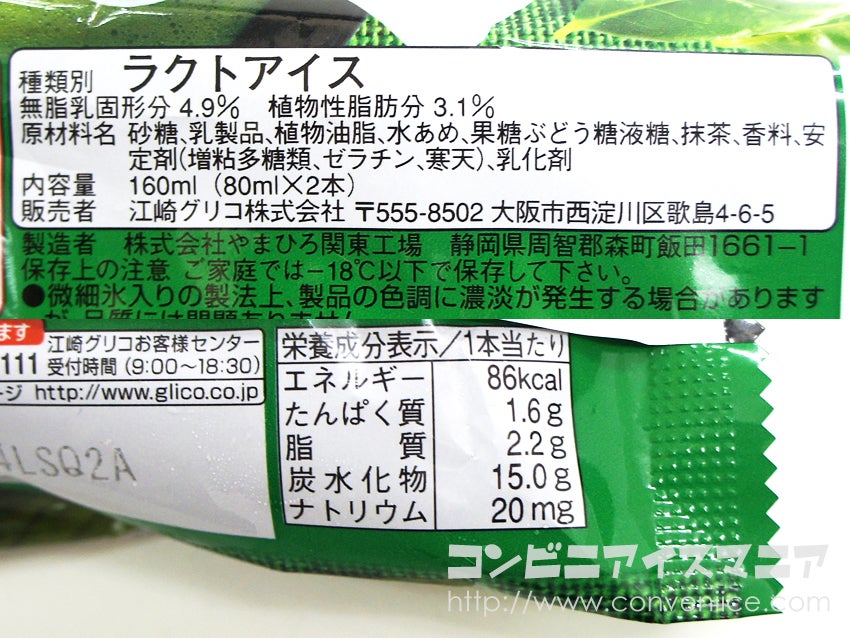 種類別 ラクトアイス
無脂乳固形分 4.9% 植物性脂肪分 3.1%
原材料名 砂糖、乳製品、植物油脂、水あめ、果糖ぶどう糖液糖、抹茶、香料、安
定剤(増粘多糖類、ゼラチン、寒天)、乳化剤
内容量 160ml (80ml×2本)
販売者 江崎グリコ株式会社 〒555-8502 大阪市西淀川区歌島4-6-5
製造者 株式会社やまひろ関東工場 静岡県周智郡森町飯田1661-1
保存上の注意 ご家庭では-18℃以下で保存して下さい。
●微細氷入りの製法上、製品の色調に濃淡が発生する場合があります
が、品質には問題ありません
ます 江崎グリコお客様センター
111 受付時間(9:00〜18:30)
ージ http://www.glico.co.jp
ALSQ2A
栄養成分表示/1本当たり
エネルギー 86kcal
たんぱく質 1.6g
脂質 2.2g
炭水化物 15.0g
ナトリウム 20mg
コンビニアイスマニア
http://www.conveniice.com/